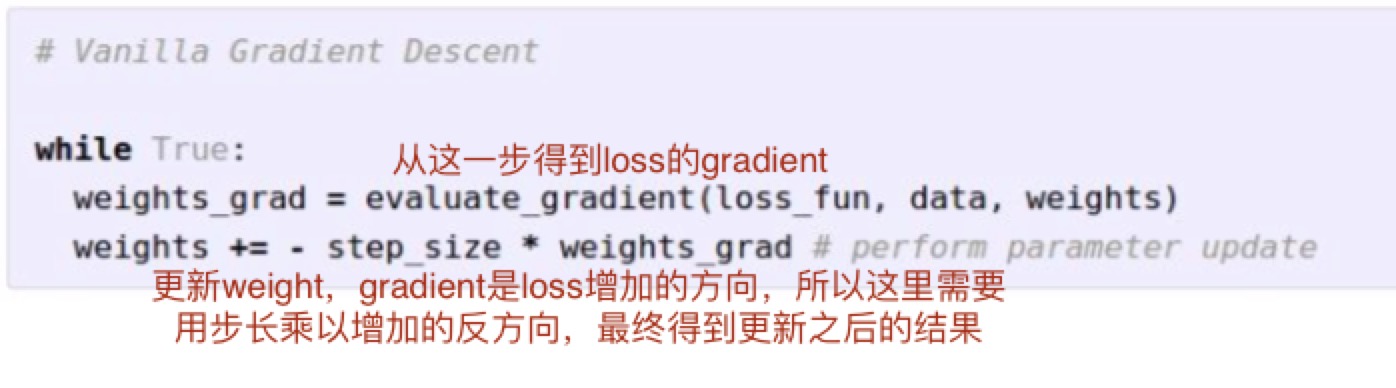 # Vanilla Gradient Descent
while True:
从这一步得到loss的gradient
weights_grad = evaluate_gradient(loss_fun, data, weights)
weights += - step_size * weights_grad # perform parameter update
更新weight，gradient是loss增加的方向，所以这里需要
用步长乘以增加的反方向，最终得到更新之后的结果